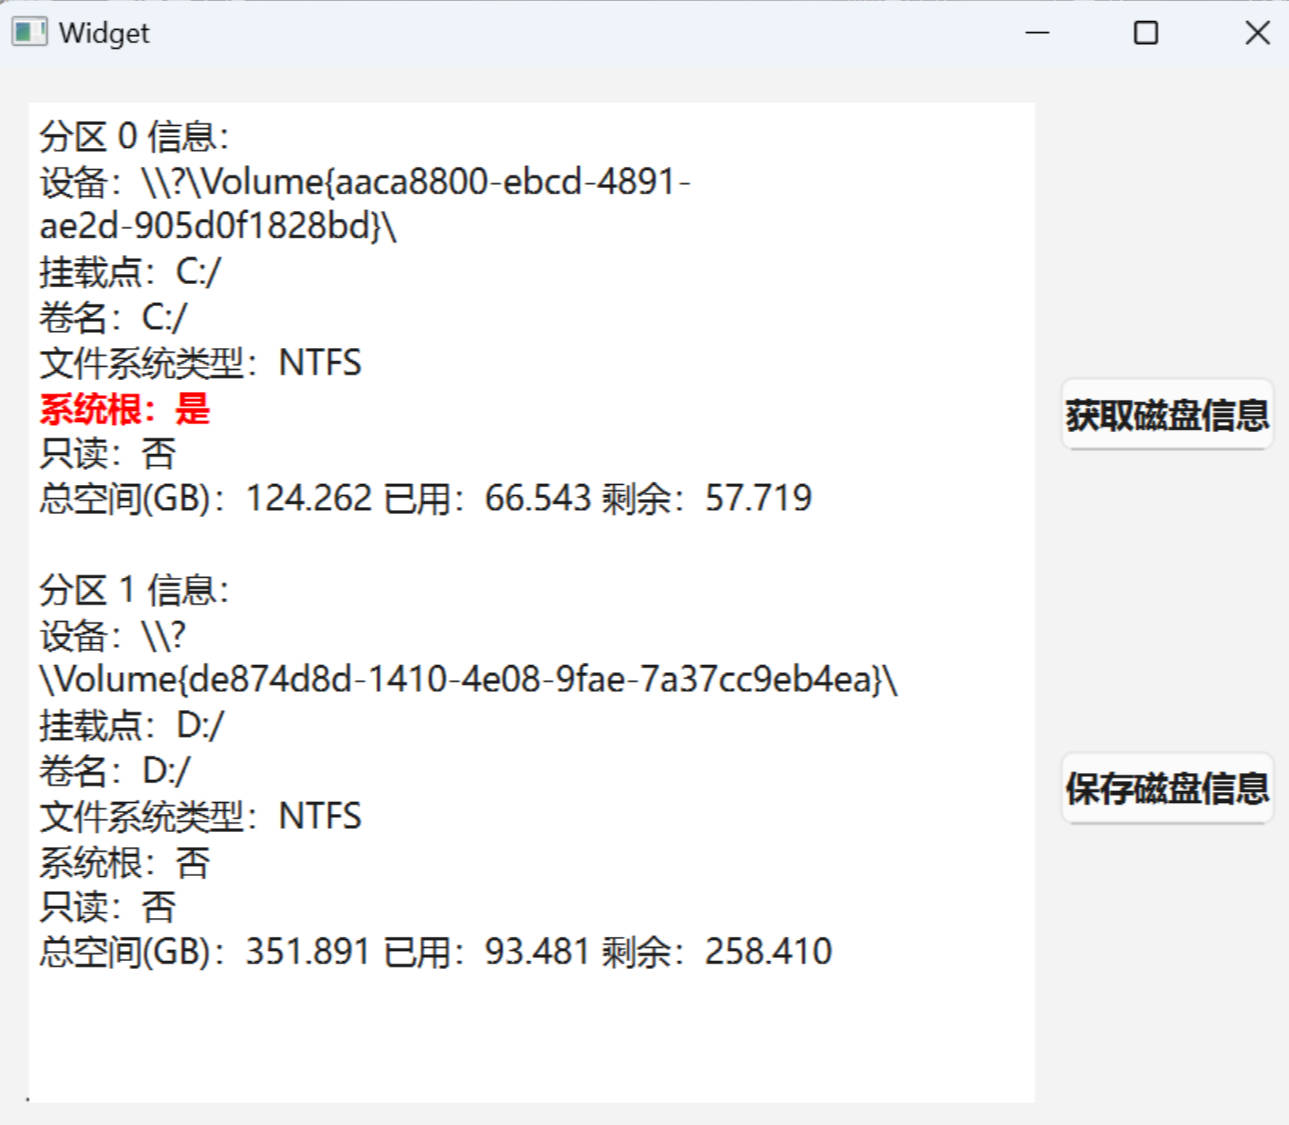 Widget
分区 0 信息：
设备：\\?\Volume{aaca8800-ebcd-4891-
ae2d-905d0f1828bd}\
挂载点：C:/
卷名：C:/
文件系统类型：NTFS
系统根：是
只读：否
总空间(GB)：124.262 已用：66.543 剩余：57.719
分区 1 信息：
设备：\\?
\Volume{de874d8d-1410-4e08-9fae-7a37cc9eb4ea}\
挂载点：D:/
卷名：D:/
文件系统类型：NTFS
系统根：否
只读：否
总空间(GB)：351.891 已用：93.481 剩余：258.410
获取磁盘信息
保存磁盘信息